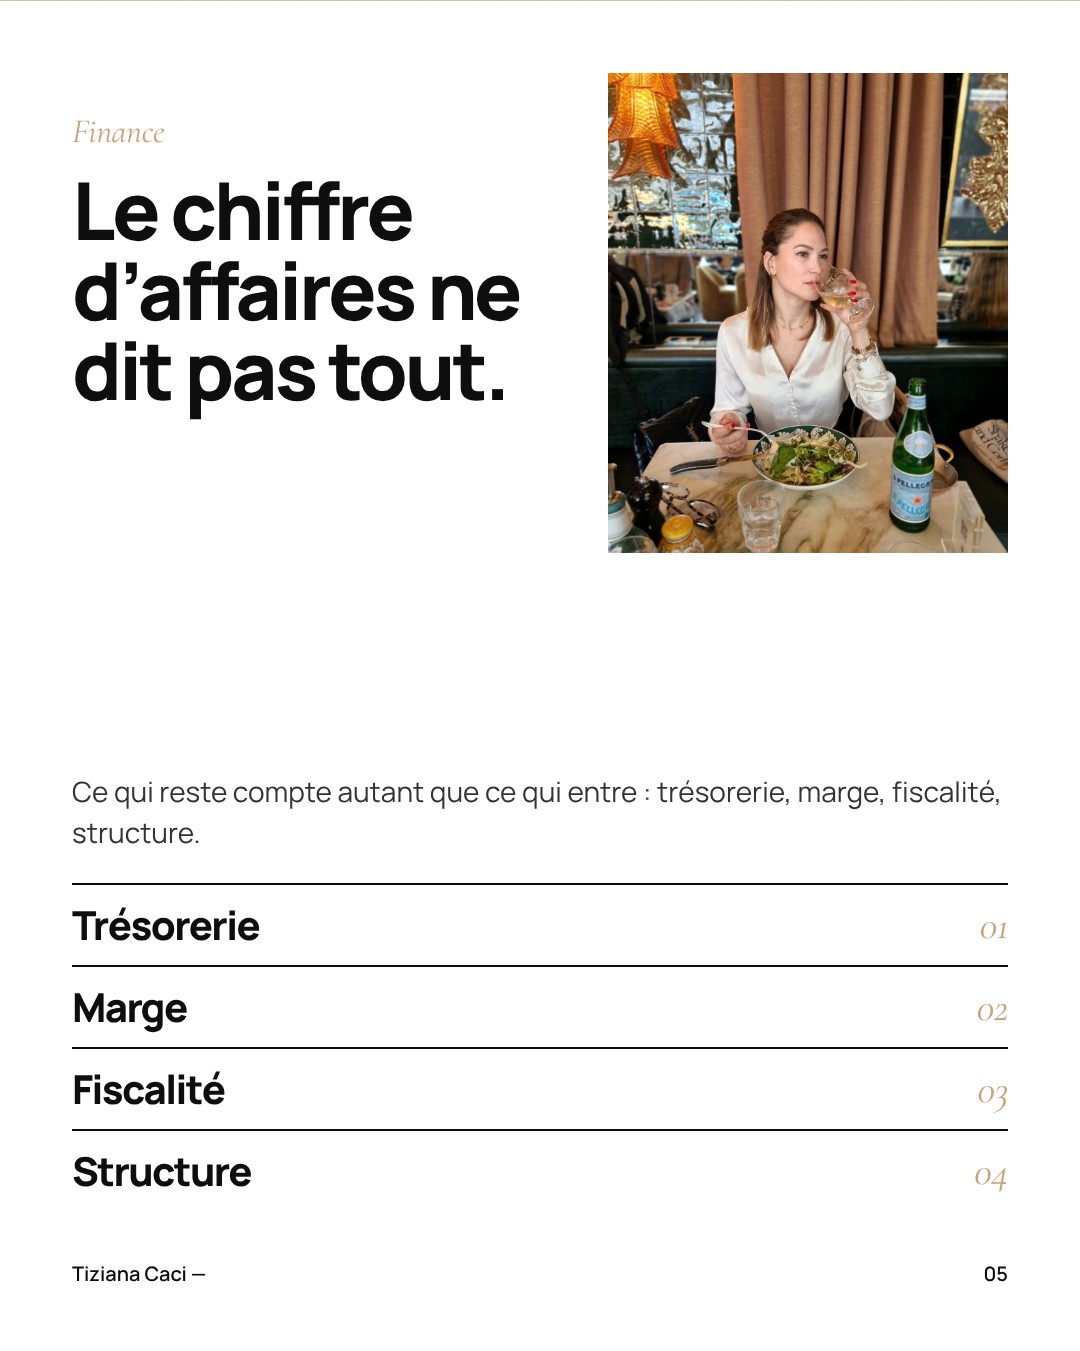 Finance
Le chiffre
d’affaires ne
dit pas tout.
S.PELLEGRINO
Ce qui reste compte autant que ce qui entre : trésorerie, marge, fiscalité,
structure.
Trésorerie 01
Marge 02
Fiscalité 03
Structure 04
Tiziana Caci — 05